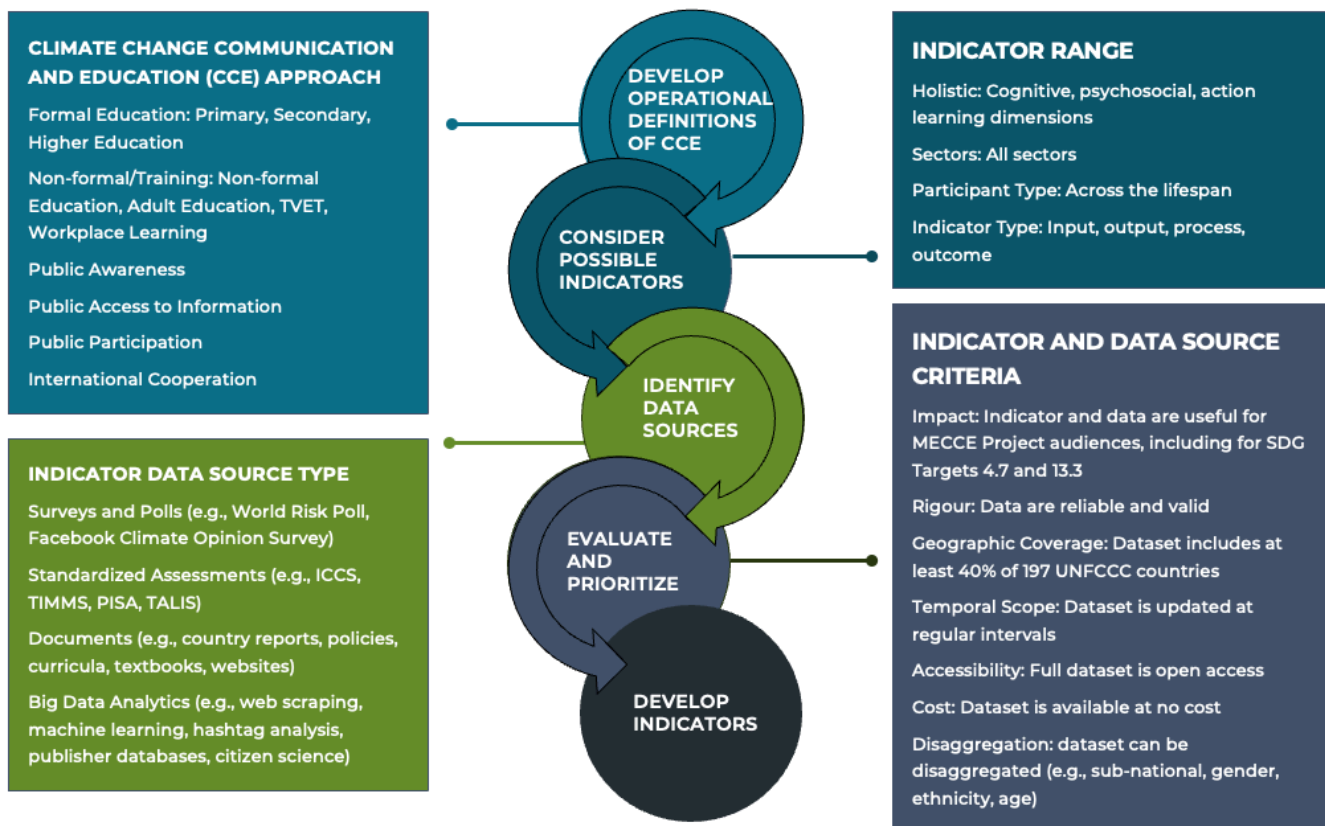 CLIMATE CHANGE COMMUNICATION
AND EDUCATION (CCE) APPROACH
Formal Education: Primary, Secondary,
Higher Education
Non-formal/Training: Non-formal
Education, Adult Education, TVET,
Workplace Learning
Public Awareness
Public Access to Information
Public Participation
International Cooperation
INDICATOR DATA SOURCE TYPE
Surveys and Polls (e.g., World Risk Poll,
Facebook Climate Opinion Survey)
Standardized Assessments (e.g., ICCS,
TIMMS, PISA, TALIS)
Documents (e.g., country reports, policies,
curricula, textbooks, websites)
Big Data Analytics (e.g., web scraping,
machine learning, hashtag analysis,
publisher databases, citizen science)
DEVELOP
OPERATIONAL
DEFINITIONS
OF CCE
CONSIDER
POSSIBLE
INDICATORS
IDENTIFY
DATA
SOURCES
EVALUATE
AND
PRIORITIZE
DEVELOP
INDICATORS
INDICATOR RANGE
Holistic: Cognitive, psychosocial, action
learning dimensions
Sectors: All sectors
Participant Type: Across the lifespan
Indicator Type: Input, output, process,
outcome
INDICATOR AND DATA SOURCE
CRITERIA
Impact: Indicator and data are useful for
MECCE Project audiences, including for SDG
Targets 4.7 and 13.3
Rigour: Data are reliable and valid
Geographic Coverage: Dataset includes at
least 40% of 197 UNFCCC countries
Temporal Scope: Dataset is updated at
regular intervals
Accessibility: Full dataset is open access
Cost: Dataset is available at no cost
Disaggregation: dataset can be
disaggregated (e.g., sub-national, gender,
ethnicity, age)